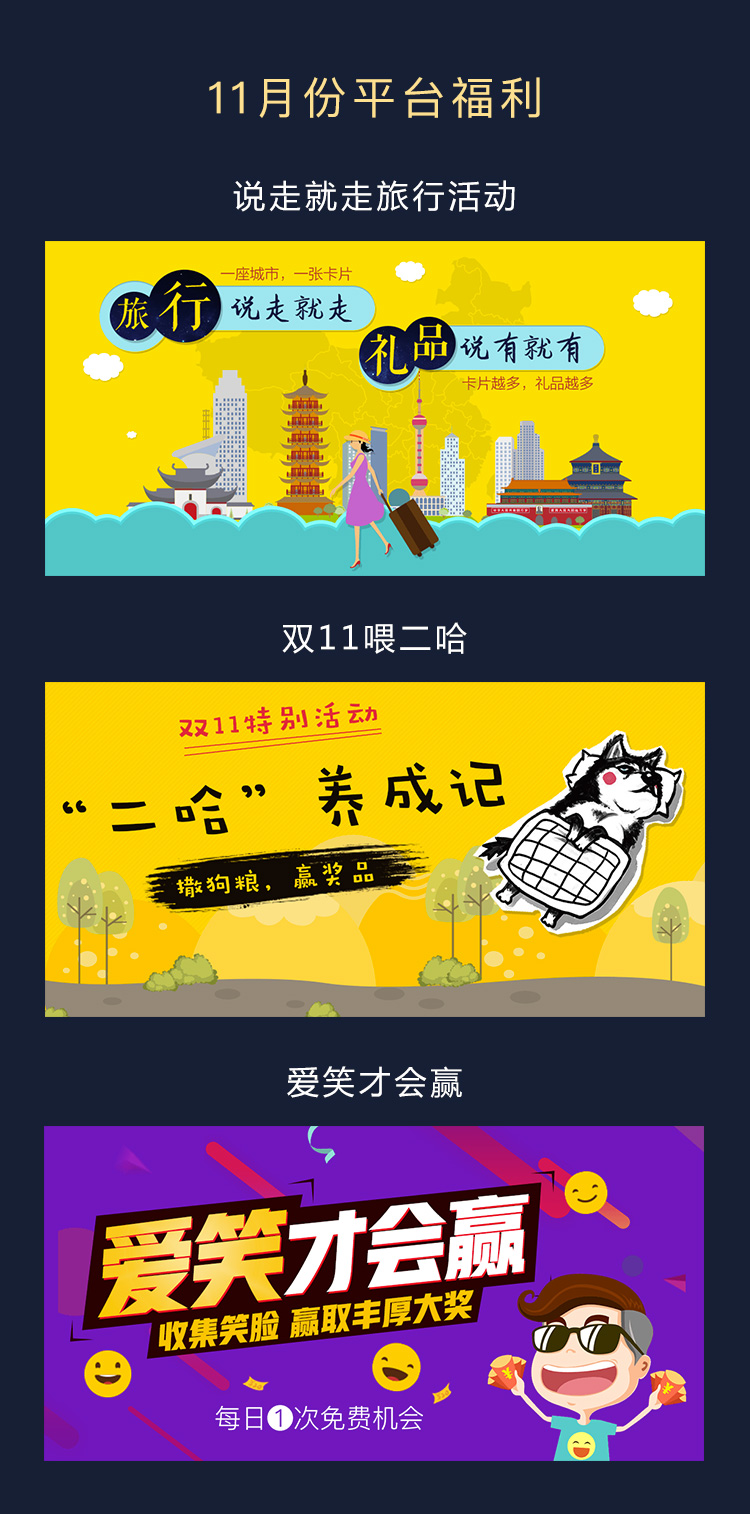 11月份平台福利
说走就走旅行活动
一座城市，一张卡片
旅行 说走就走
礼品 说有就有
卡片越多，礼品越多
双11喂二哈
双11特别活动
“二哈”养成记
撒狗粮，赢奖品
爱笑才会赢
爱笑才会赢
收集笑脸 赢取丰厚大奖
每日1次免费机会